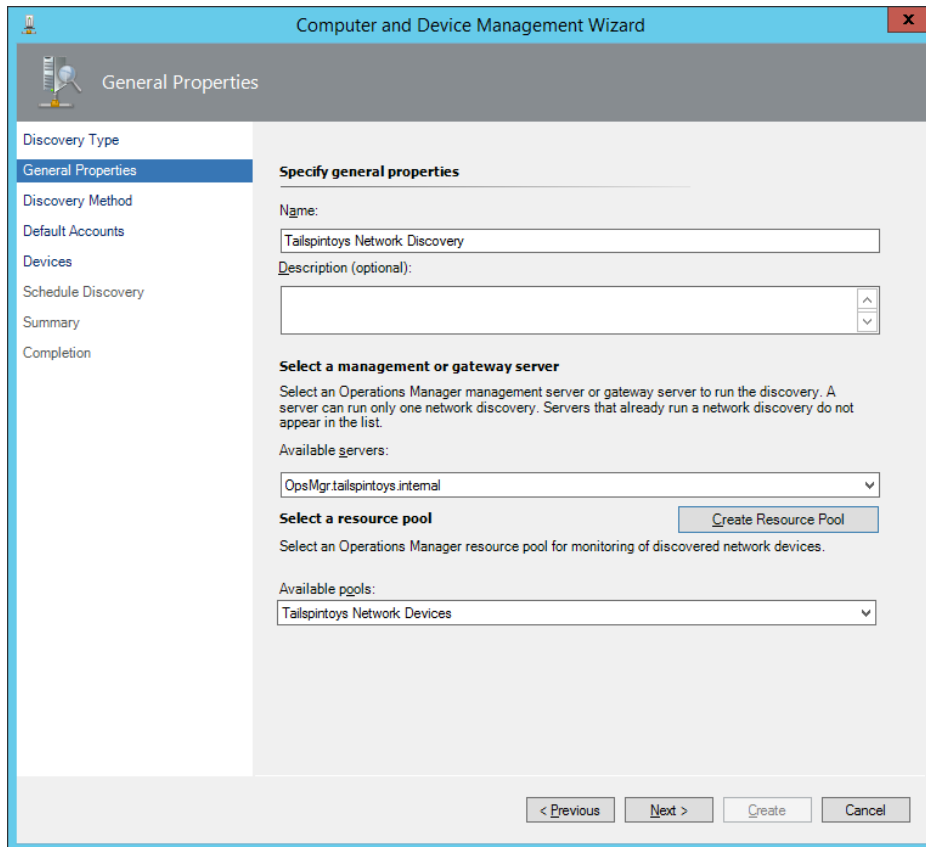 Computer and Device Management Wizard
x
General Properties
Discovery Type
General Properties
Discovery Method
Default Accounts
Devices
Schedule Discovery
Summary
Completion
Specify general properties
Name:
Tailspintoys Network Discovery
Description (optional):
Select a management or gateway server
Select an Operations Manager management server or gateway server to run the discovery. A
server can run only one network discovery. Servers that already run a network discovery do not
appear in the list.
Available servers:
OpsMgr.tailspintoys.internal
Select a resource pool
Create Resource Pool
Select an Operations Manager resource pool for monitoring of discovered network devices.
Available pools:
Tailspintoys Network Devices
< Previous
Next >
Create
Cancel